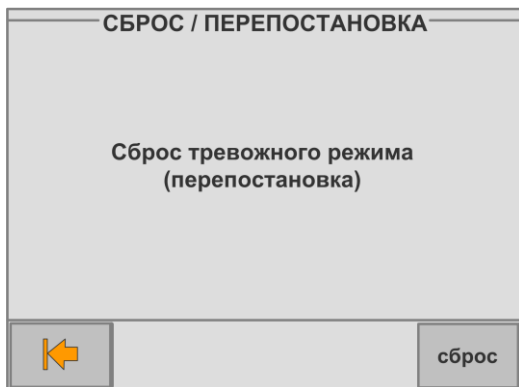 СБРОС / ПЕРЕПОСТАНОВКА
Сброс тревожного режима
(перепостановка)
сброс